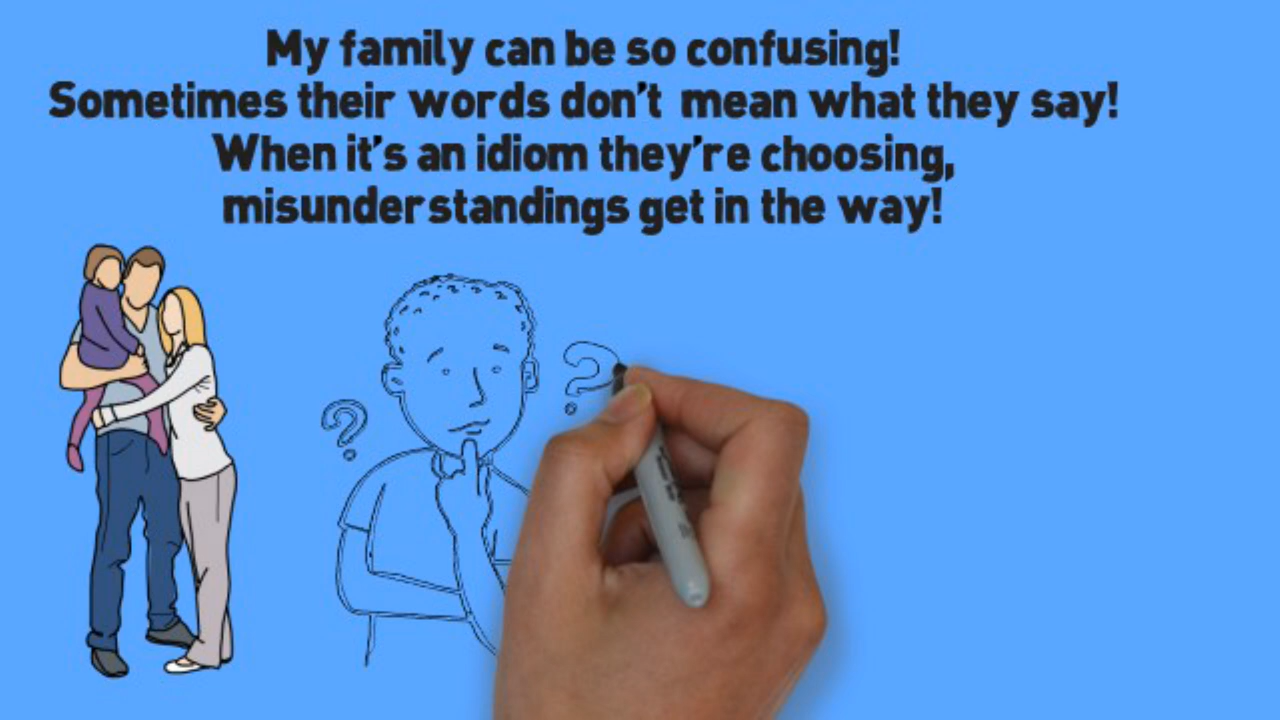 My family can be so confusing!
Sometimes their words don't mean what they say!
When it's an idiom they're choosing,
misunderstandings get in the way!
? ?